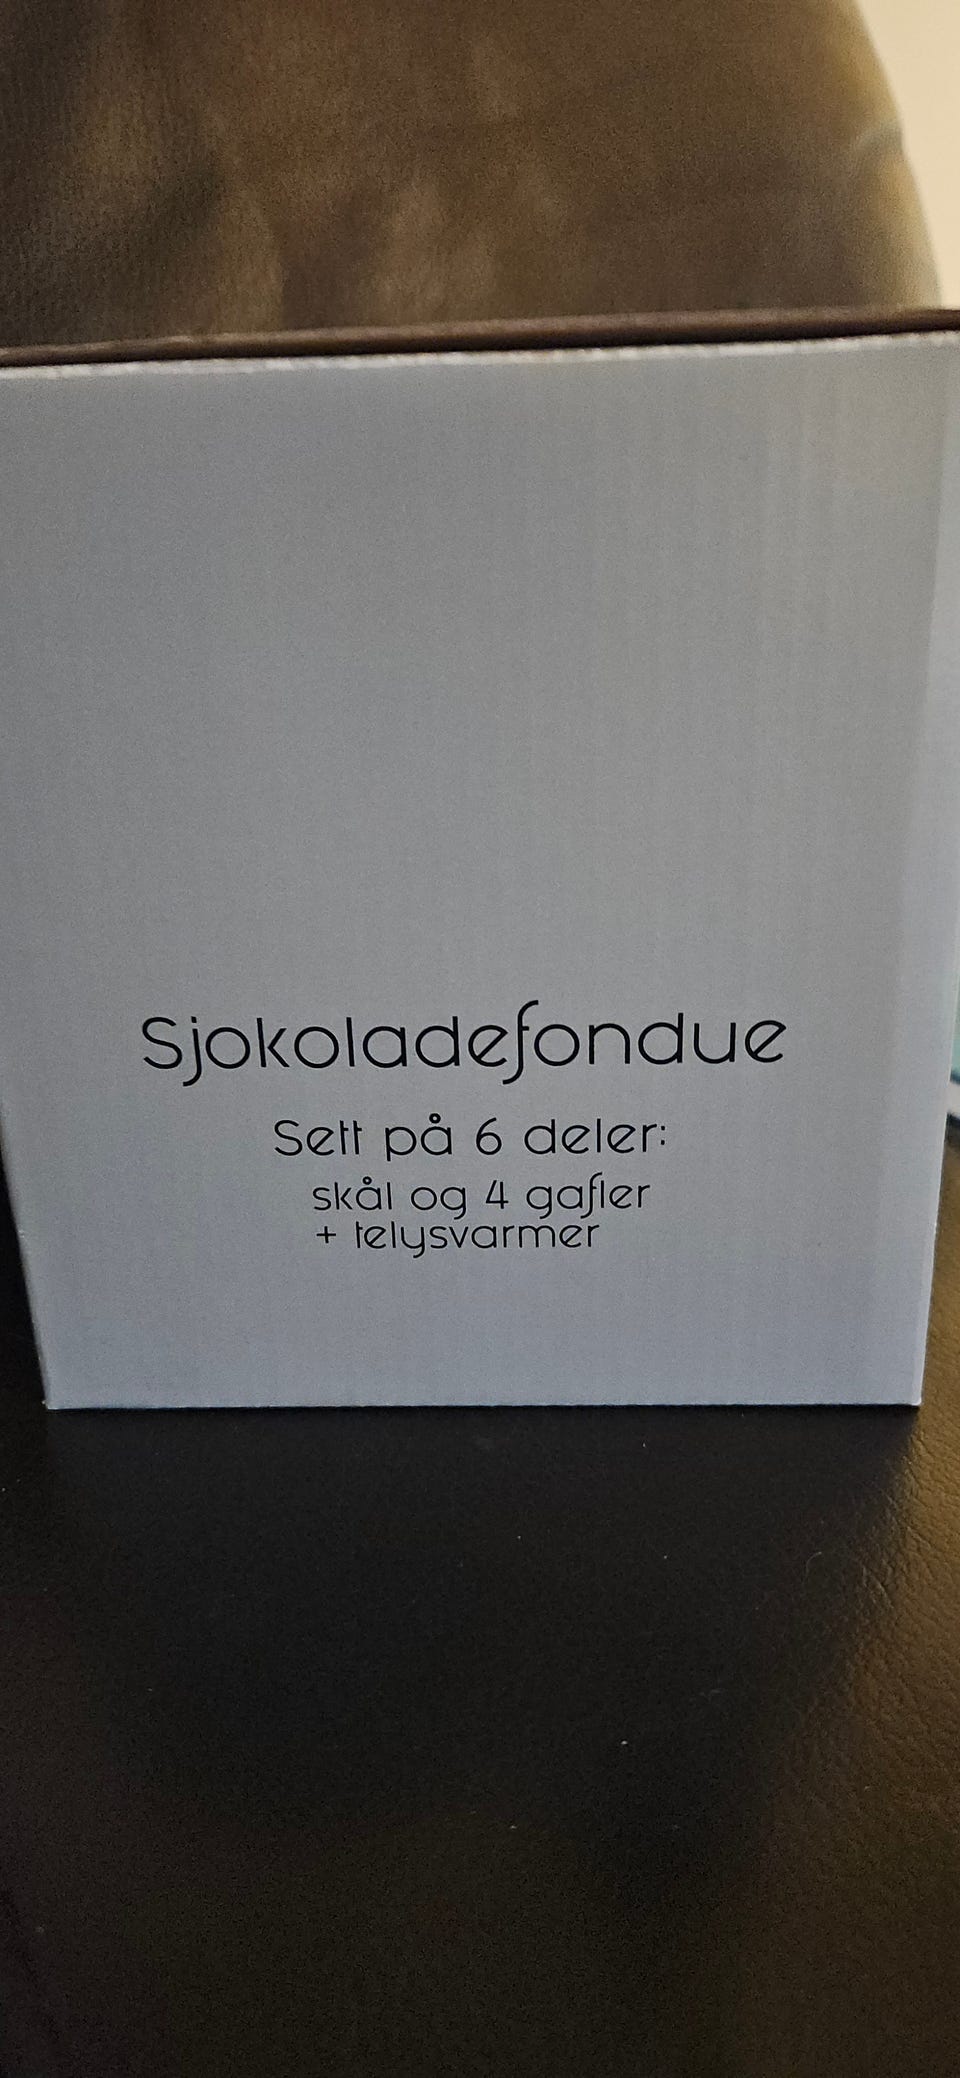 Sjokoladefondue
Sett på 6 deler:
skål og 4 gafler
+ telysvarmer